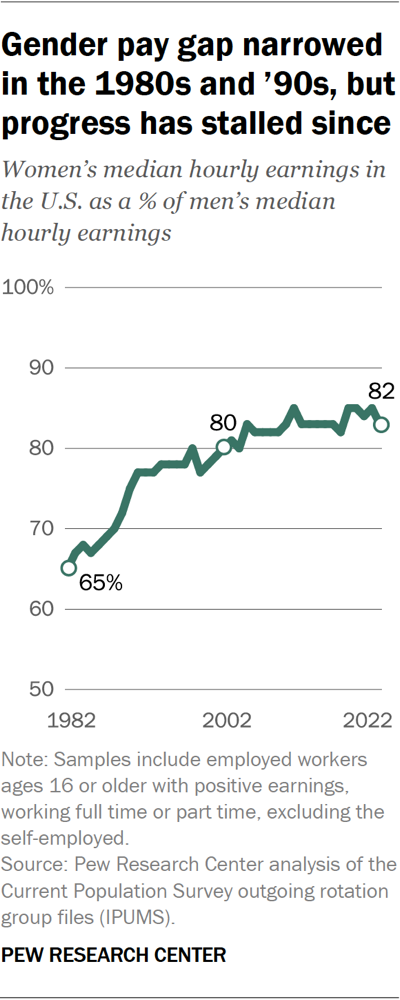 Gender pay gap narrowed
in the 1980s and ’90s, but
progress has stalled since
Women’s median hourly earnings in
the U.S. as a % of men’s median
hourly earnings
100%
90
82
80
80
70
65%
60
50
1982
2002
2022
Note: Samples include employed workers
ages 16 or older with positive earnings,
working full time or part time, excluding the
self-employed.
Source: Pew Research Center analysis of the
Current Population Survey outgoing rotation
group files (IPUMS).
PEW RESEARCH CENTER